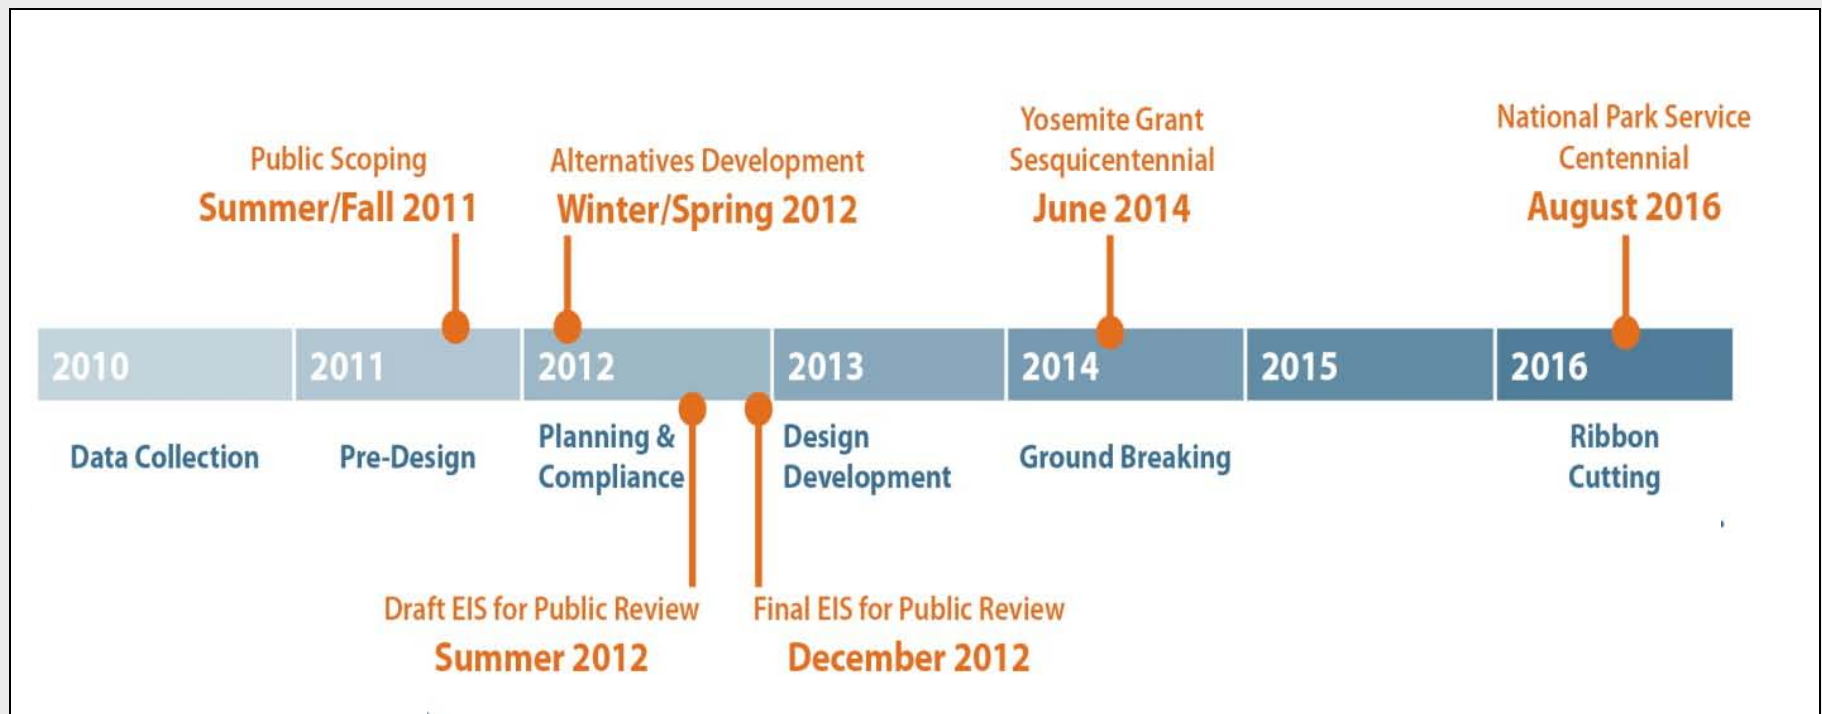 Public Scoping
Summer/Fall 2011
Alternatives Development
Winter/Spring 2012
Yosemite Grant
Sesquicentennial
June 2014
National Park Service
Centennial
August 2016
2010
2011
2012
2013
2014
2015
2016
Data Collection
Pre-Design
Planning &
Compliance
Design
Development
Ground Breaking
Ribbon
Cutting
Draft EIS for Public Review
Summer 2012
Final EIS for Public Review
December 2012